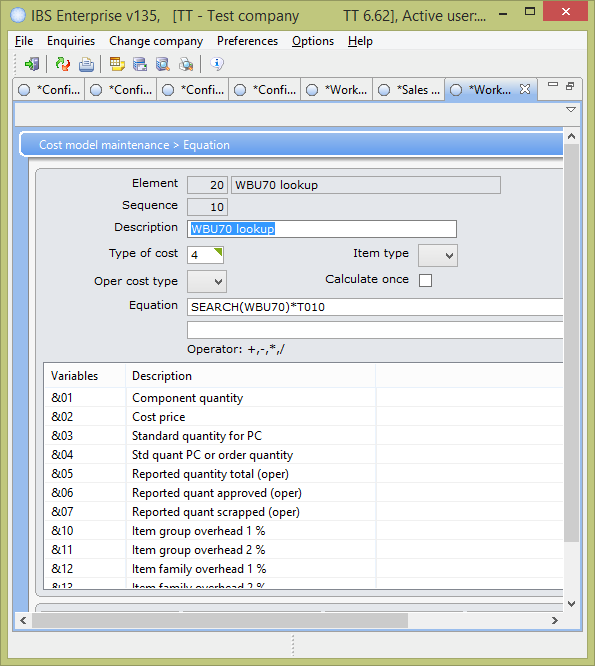 IBS Enterprise v135, [TT - Test company TT 6.62], Active user:...
File Enquiries Change company Preferences Options Help
*Confi... *Confi... *Confi... *Confi... *Work... *Sales ... *Work...
Cost model maintenance > Equation
Element 20 WBU70 lookup
Sequence 10
Description WBU70 lookup
Type of cost 4 Item type
Oper cost type Calculate once
Equation SEARCH(WBU70)*T010
Operator: +,-,*,/
Variables Description
&01 Component quantity
&02 Cost price
&03 Standard quantity for PC
&04 Std quant PC or order quantity
&05 Reported quantity total (oper)
&06 Reported quant approved (oper)
&07 Reported quant scrapped (oper)
&10 Item group overhead 1 %
&11 Item group overhead 2 %
&12 Item family overhead 1 %
&13 Item family overhead 2 %